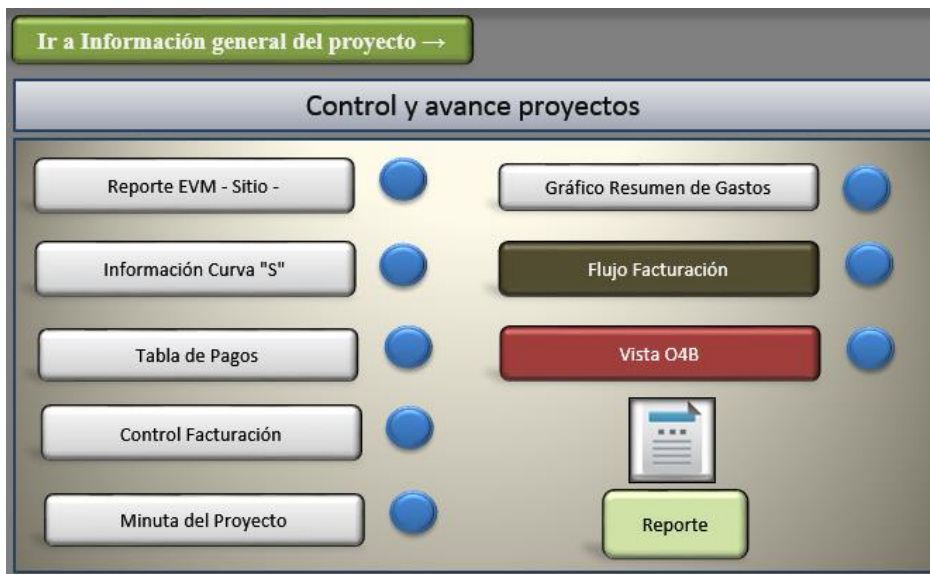 Ir a Información general del proyecto →
Control y avance proyectos
Reporte EVM - Sitio -
Información Curva "S"
Tabla de Pagos
Control Facturación
Minuta del Proyecto
Gráfico Resumen de Gastos
Flujo Facturación
Vista O4B
Reporte